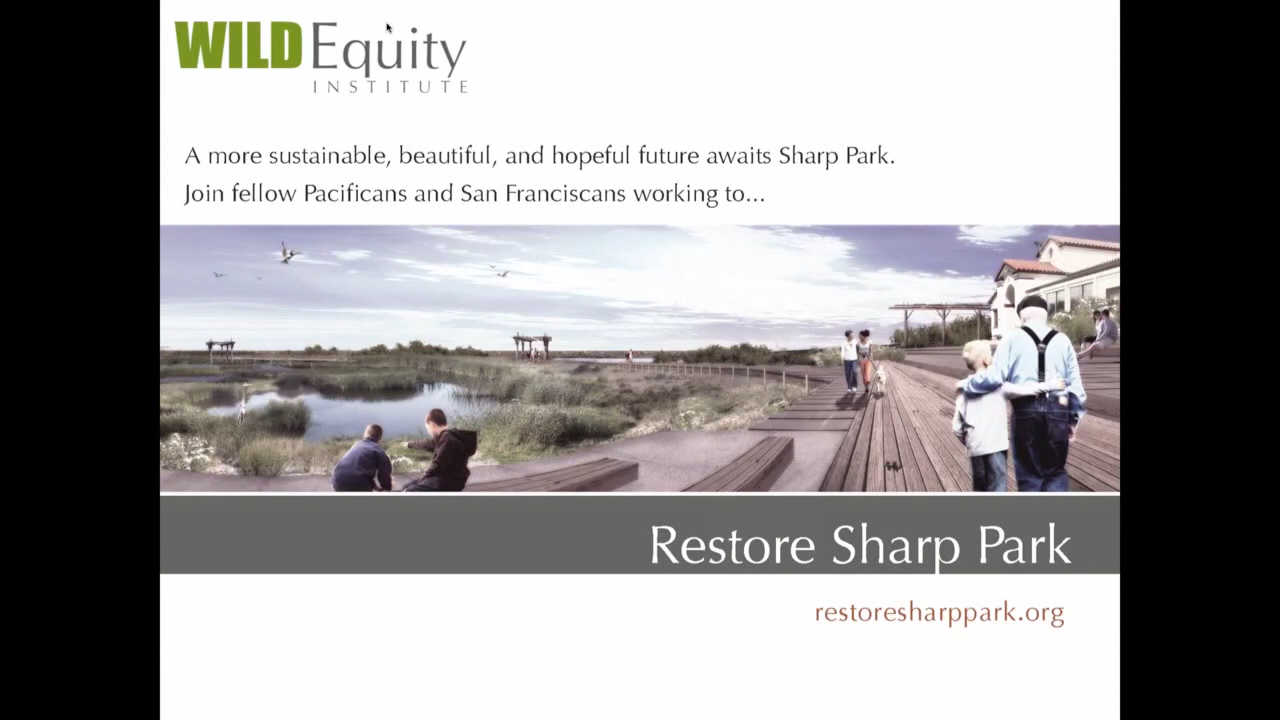 WILD Equity
INSTITUTE
A more sustainable, beautiful, and hopeful future awaits Sharp Park.
Join fellow Pacificans and San Franciscans working to...
Restore Sharp Park
restoresharppark.org